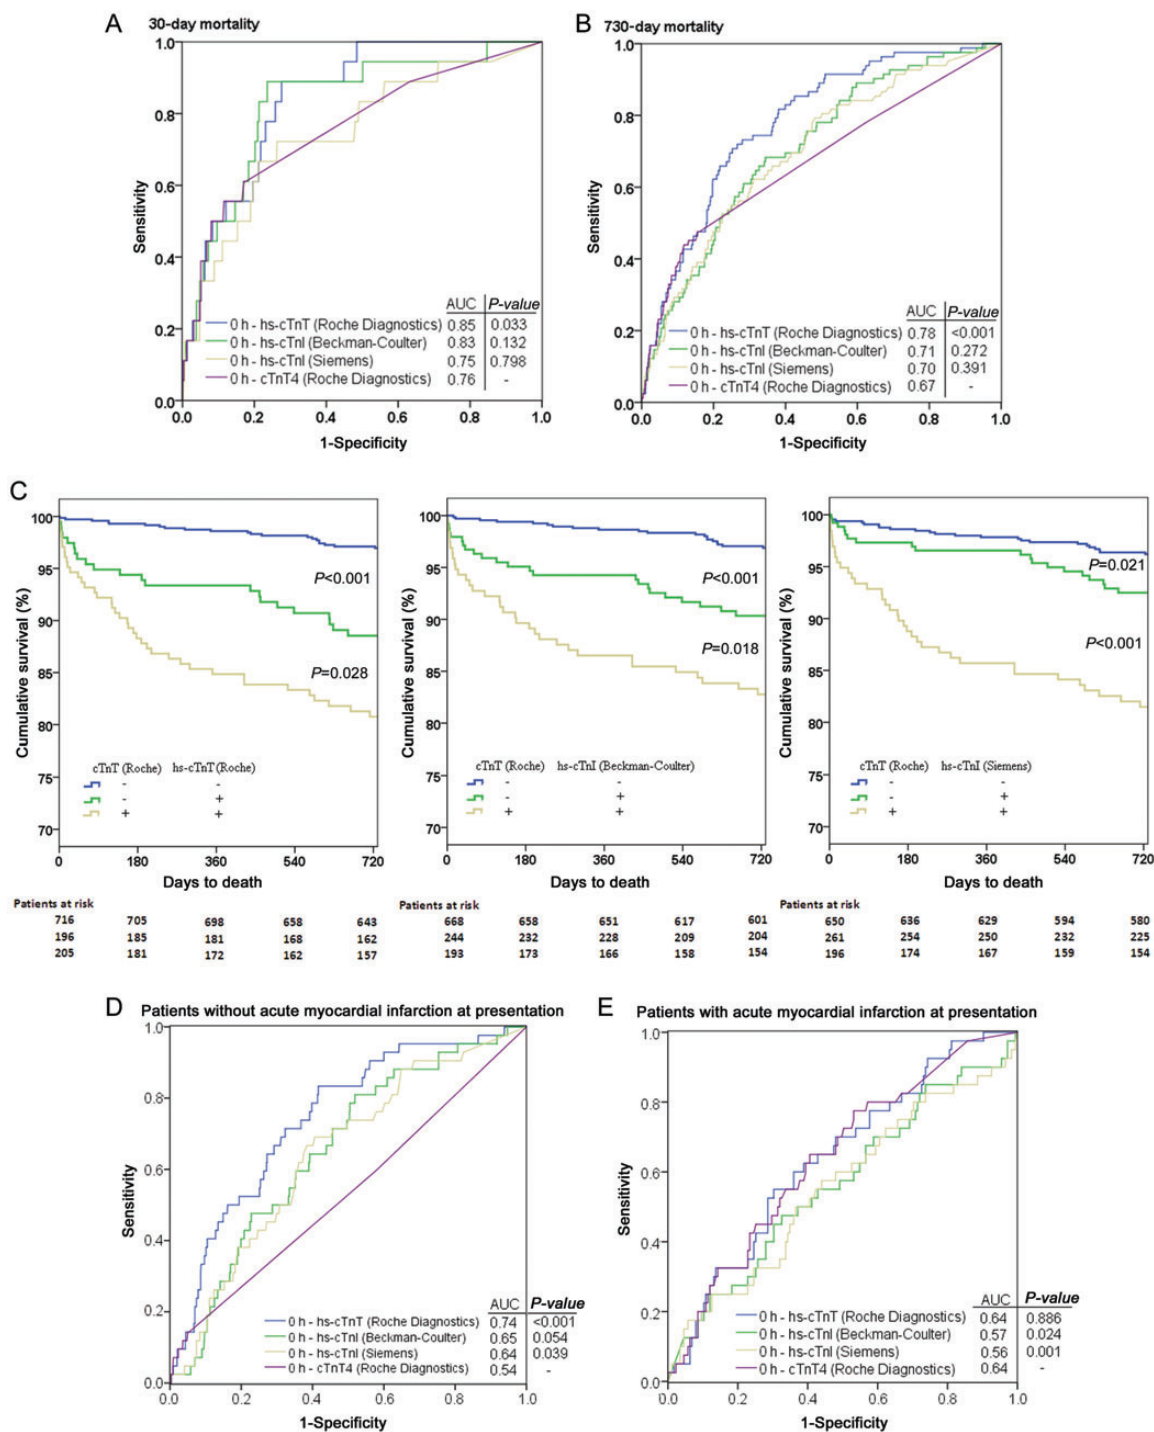 A 30-day mortality
1.0
0.8
0.6
0.4
0.2
0.0
Sensitivity
AUC P-value
0 h - hs-cTnT (Roche Diagnostics) 0.85 0.033
0 h - hs-cTnI (Beckman-Coulter) 0.83 0.132
0 h - hs-cTnI (Siemens) 0.75 0.798
0 h - cTnT4 (Roche Diagnostics) 0.76 -
0.0 0.2 0.4 0.6 0.8 1.0
1-Specificity
B 730-day mortality
1.0
0.8
0.6
0.4
0.2
0.0
Sensitivity
AUC P-value
0 h - hs-cTnT (Roche Diagnostics) 0.78 <0.001
0 h - hs-cTnI (Beckman-Coulter) 0.71 0.272
0 h - hs-cTnI (Siemens) 0.70 0.391
0 h - cTnT4 (Roche Diagnostics) 0.67 -
0.0 0.2 0.4 0.6 0.8 1.0
1-Specificity
C
100
95
90
85
80
75
70
Cumulative survival (%)
P<0.001
P=0.028
cTnT (Roche) hs-cTnT (Roche)
- -
- +
+ +
0 180 360 540 720
Days to death
Patients at risk
716 705 698 658 643
196 185 181 168 162
205 181 172 162 157
100
95
90
85
80
75
70
Cumulative survival (%)
P<0.001
P=0.018
cTnT (Roche) hs-cTnI (Beckman-Coulter)
- -
- +
+ +
0 180 360 540 720
Days to death
Patients at risk
668 658 651 617 601
244 232 228 209 204
193 173 166 158 154
100
95
90
85
80
75
70
Cumulative survival (%)
P=0.021
P<0.001
cTnT (Roche) hs-cTnI (Siemens)
- -
- +
+ +
0 180 360 540 720
Days to death
Patients at risk
650 636 629 594 580
261 254 250 232 225
196 174 167 159 154
D Patients without acute myocardial infarction at presentation
1.0
0.8
0.6
0.4
0.2
0.0
Sensitivity
AUC P-value
0 h - hs-cTnT (Roche Diagnostics) 0.74 <0.001
0 h - hs-cTnI (Beckman-Coulter) 0.65 0.054
0 h - hs-cTnI (Siemens) 0.64 0.039
0 h - cTnT4 (Roche Diagnostics) 0.54 -
0.0 0.2 0.4 0.6 0.8 1.0
1-Specificity
E Patients with acute myocardial infarction at presentation
1.0
0.8
0.6
0.4
0.2
0.0
Sensitivity
AUC P-value
0 h - hs-cTnT (Roche Diagnostics) 0.64 0.886
0 h - hs-cTnI (Beckman-Coulter) 0.57 0.024
0 h - hs-cTnI (Siemens) 0.56 0.001
0 h - cTnT4 (Roche Diagnostics) 0.64 -
0.0 0.2 0.4 0.6 0.8 1.0
1-Specificity